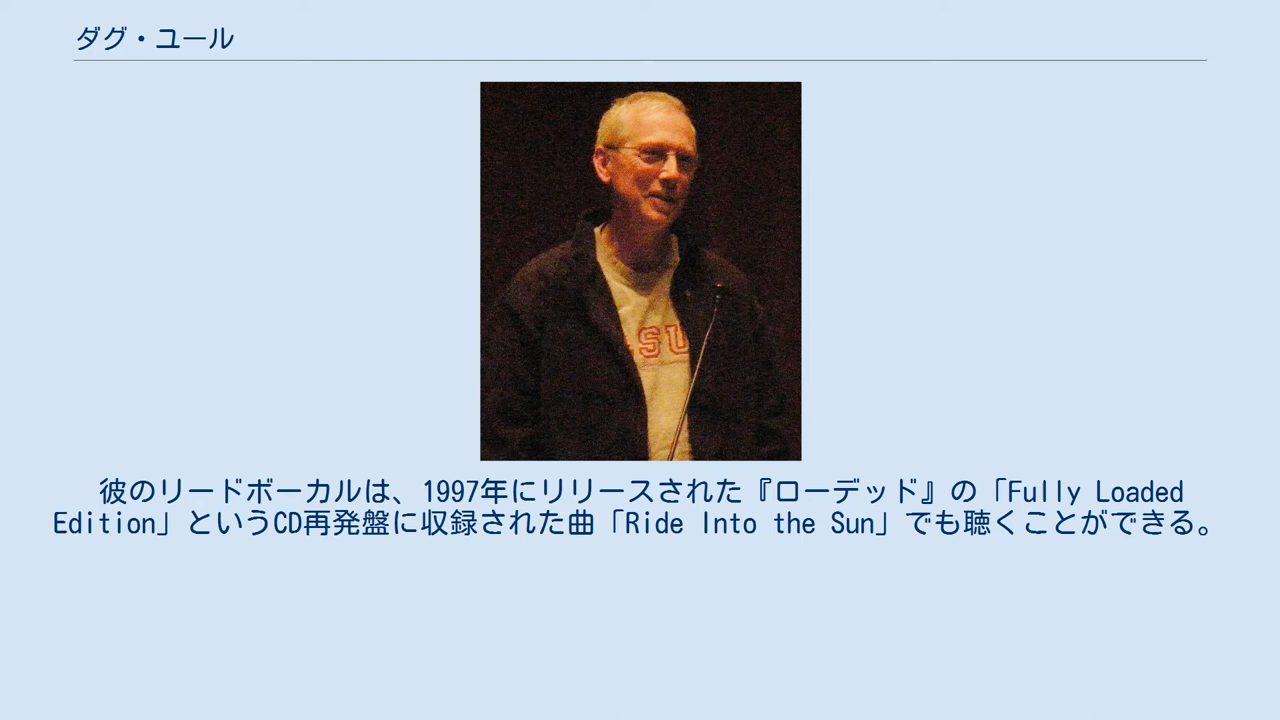 ダグ・ユール
SU
彼のリードボーカルは、1997年にリリースされた『ローデッド』の「Fully Loaded
Edition」というCD再発盤に収録された曲「Ride Into the Sun」でも聴くことができる。